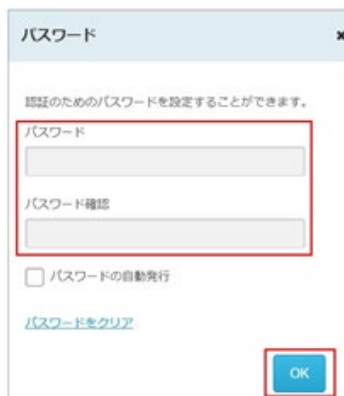 パスワード
認証のためのパスワードを設定することができます。
パスワード
パスワード確認
パスワードの自動発行
パスワードをクリア
OK